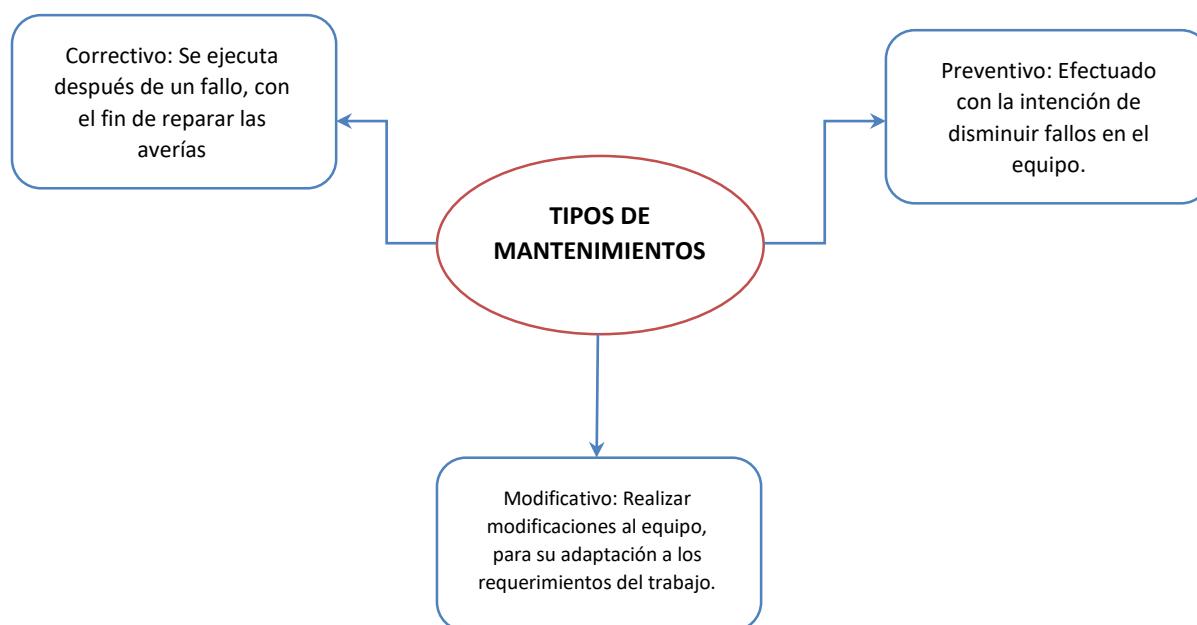 Correctivo: Se ejecuta
después de un fallo, con
el fin de reparar las
averías
Preventivo: Efectuado
con la intención de
disminuir fallos en el
equipo.
TIPOS DE
MANTENIMIENTOS
Modificativo: Realizar
modificaciones al equipo,
para su adaptación a los
requerimientos del trabajo.